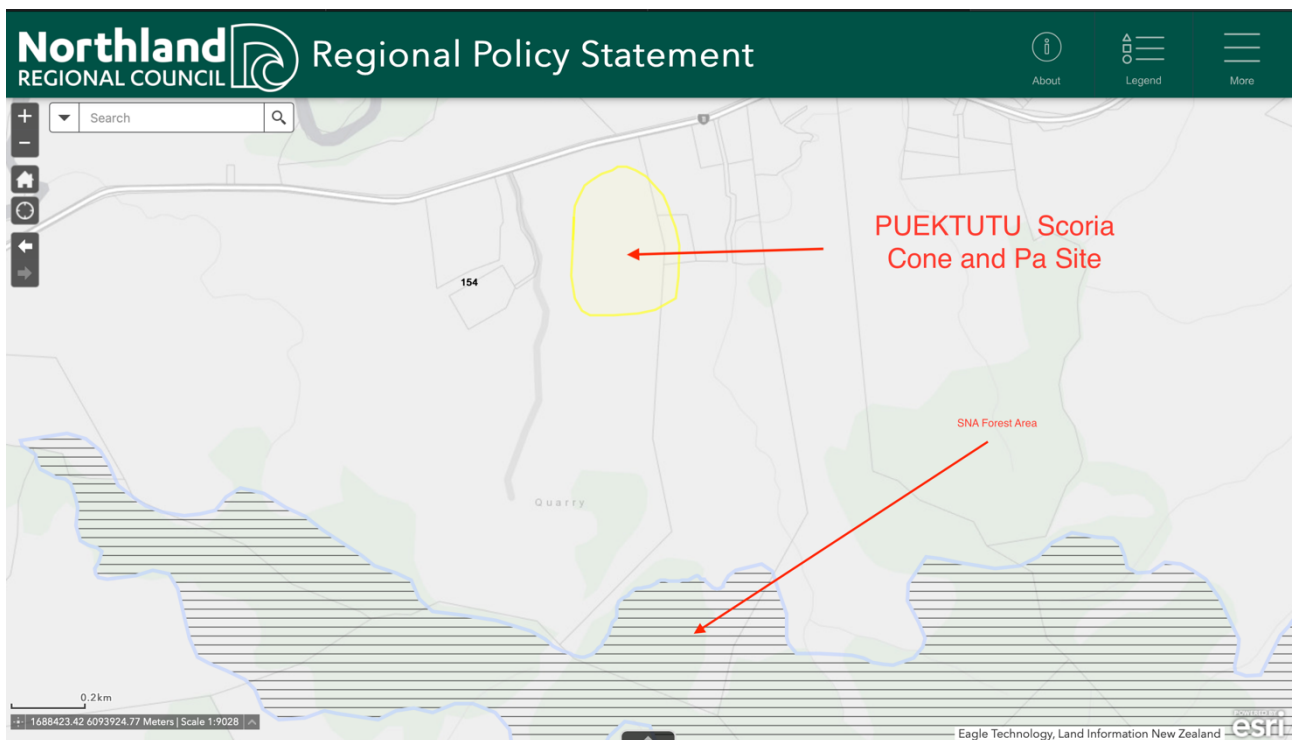 Northland
REGIONAL COUNCIL
Regional Policy Statement
About
Legend
More
+
Search
−
PUEKTUTU Scoria
Cone and Pa Site
154
SNA Forest Area
Quarry
0.2km
1688423.42 6093924.77 Meters | Scale 1:9028
Eagle Technology, Land Information New Zealand
POWERED BY
esri